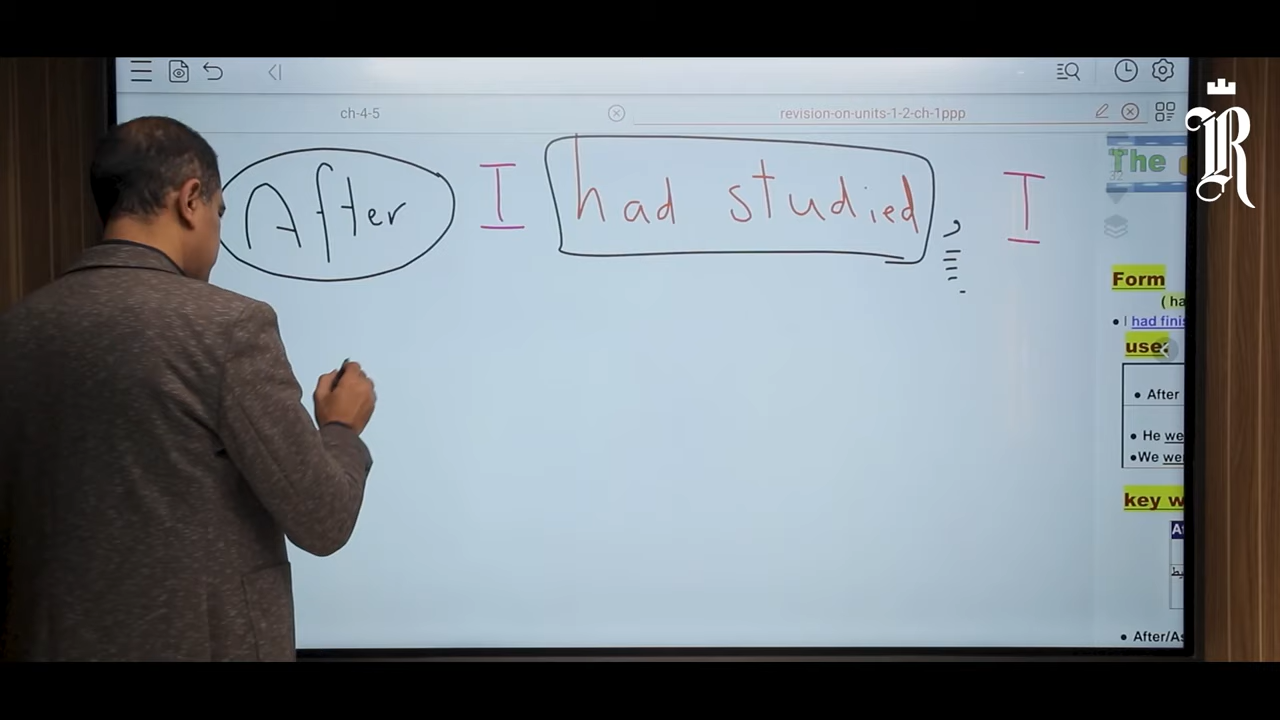 ch-4-5
revision-on-units-1-2-ch-1ppp
R
The
After I had studied, I
Form
( ha
• I had finis
use:
• After
• He we
• We we
key w
• After/As